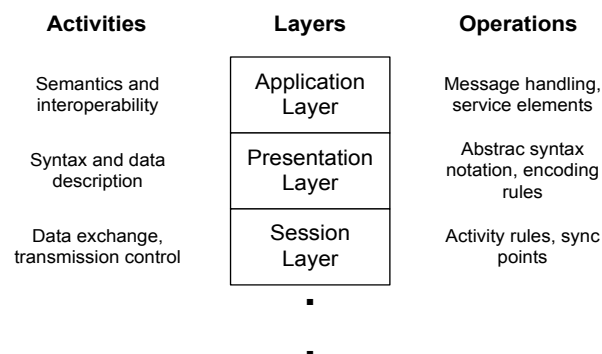 Activities
Layers
Operations
Semantics and
interoperability
Application
Layer
Message handling,
service elements
Syntax and data
description
Presentation
Layer
Abstrac syntax
notation, encoding
rules
Data exchange,
transmission control
Session
Layer
Activity rules, sync
points